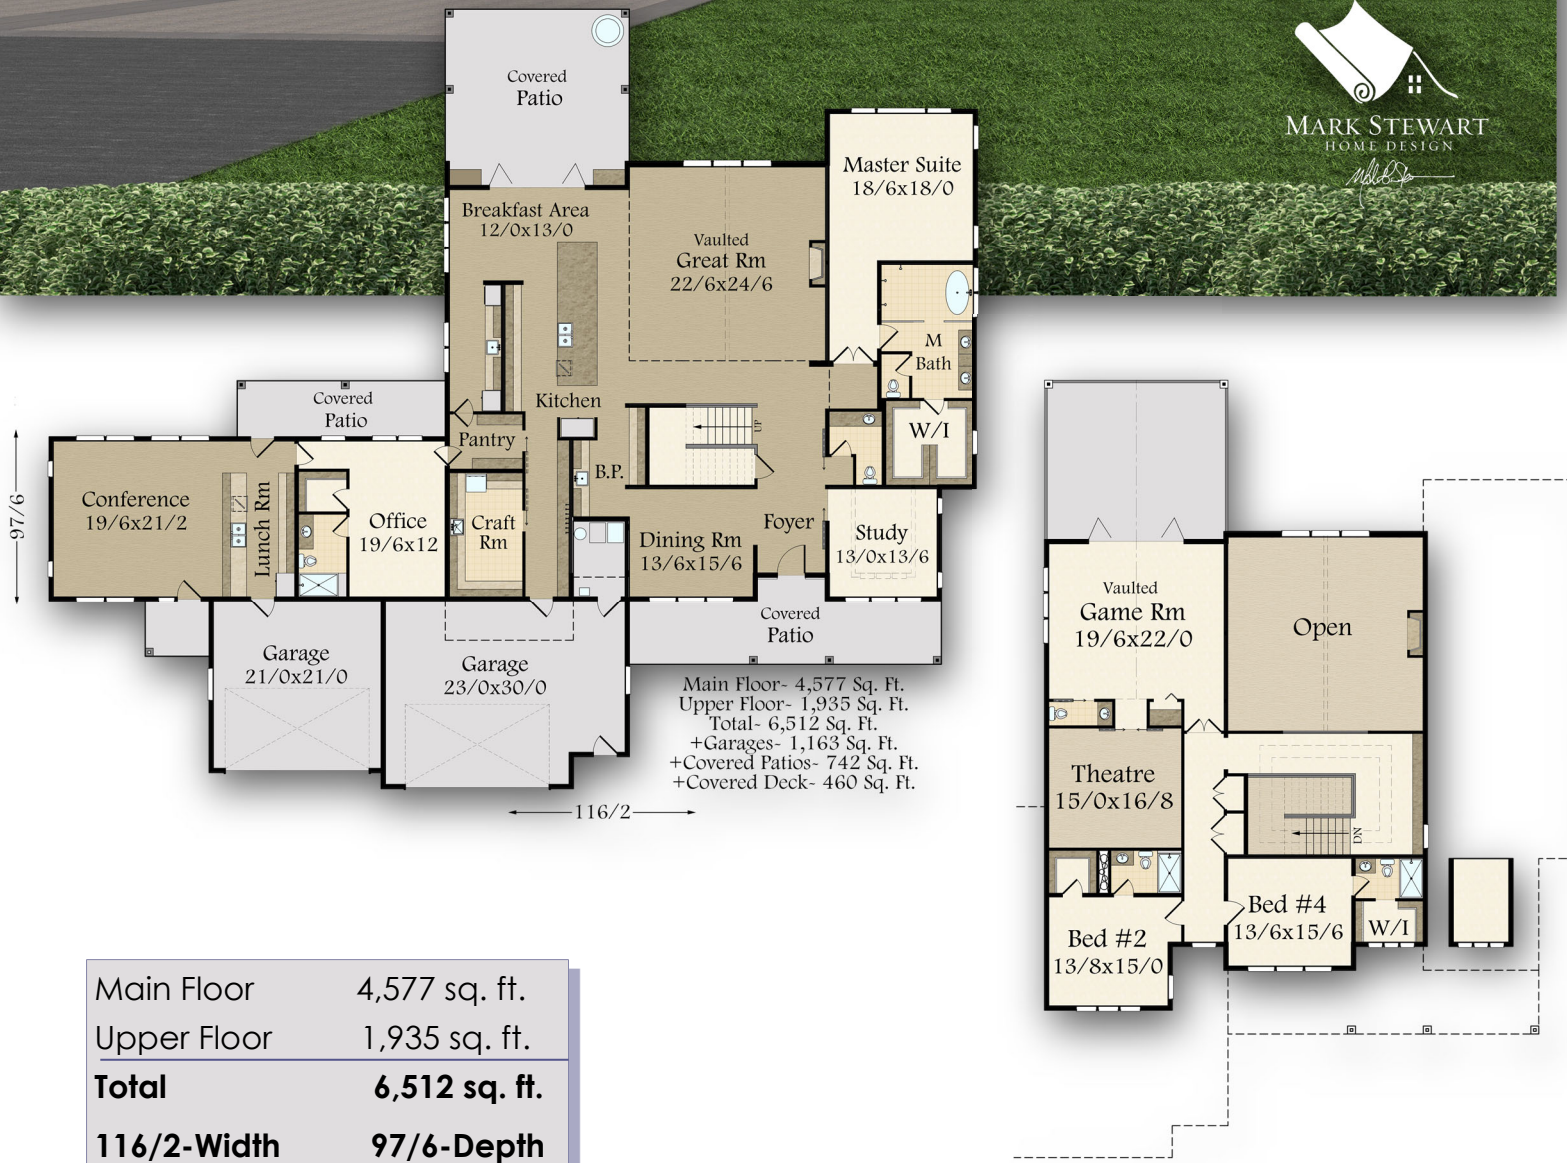 MARK STEWART
HOME DESIGN
Covered
Patio
Master Suite
18/6x18/0
Breakfast Area
12/0x13/0
Vaulted
Great Rm
22/6x24/6
M
Bath
Kitchen
Covered
Patio
Pantry
W/I
B.P.
UP
97/6
Conference
19/6x21/2
Lunch Rm
Office
19/6x12
Craft
Rm
Dining Rm
13/6x15/6
Foyer
Study
13/0x13/6
Covered
Patio
Garage
21/0x21/0
Garage
23/0x30/0
Main Floor- 4,577 Sq. Ft.
Upper Floor- 1,935 Sq. Ft.
Total- 6,512 Sq. Ft.
+Garages- 1,163 Sq. Ft.
+Covered Patios- 742 Sq. Ft.
+Covered Deck- 460 Sq. Ft.
116/2
Vaulted
Game Rm
19/6x22/0
Open
Theatre
15/0x16/8
DN
Bed #2
13/8x15/0
Bed #4
13/6x15/6
W/I
Main Floor 4,577 sq. ft.
Upper Floor 1,935 sq. ft.
Total 6,512 sq. ft.
116/2-Width 97/6-Depth